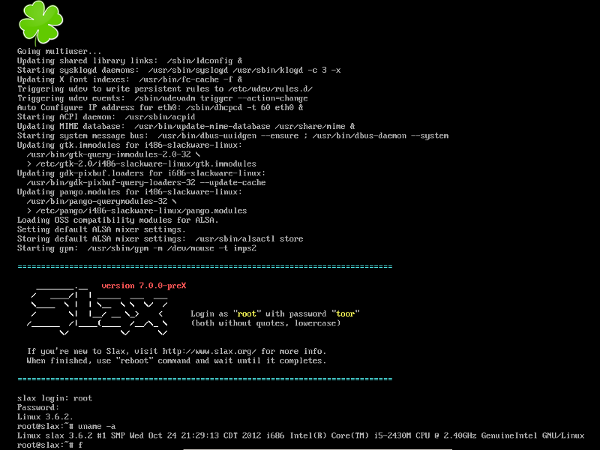 Going multiuser...
Updating shared library links:  /sbin/ldconfig &
Starting sysklogd daemons:  /usr/sbin/syslogd /usr/sbin/klogd -c 3 -x
Updating X font indexes:  /usr/bin/fc-cache -f &
Triggering udev to write persistent rules to /etc/udev/rules.d/
Triggering udev events:  /sbin/udevadm trigger --action=change
Auto Configure IP address for eth0: /sbin/dhcpcd -t 60 eth0 &
Starting ACPI daemon:  /usr/sbin/acpid
Updating MIME database:  /usr/bin/update-mime-database /usr/share/mime &
Starting system message bus:  /usr/bin/dbus-uuidgen --ensure ; /usr/bin/dbus-daemon --system
Updating gtk.immodules for i486-slackware-linux:
/usr/bin/gtk-query-immodules-2.0-32 \
> /etc/gtk-2.0/i486-slackware-linux/gtk.immodules
Updating gdk-pixbuf.loaders for i686-slackware-linux:
/usr/bin/gdk-pixbuf-query-loaders-32 --update-cache
Updating pango.modules for i486-slackware-linux:
/usr/bin/pango-querymodules-32 \
> /etc/pango/i486-slackware-linux/pango.modules
Loading OSS compatibility modules for ALSA.
Setting default ALSA mixer settings.
Storing default ALSA mixer settings:  /usr/sbin/alsactl store
Starting gpm:  /usr/sbin/gpm -m /dev/mouse -t imps2
version 7.0.0-preX
Slax
Login as "root" with password "toor"
(both without quotes, lowercase)
If you're new to Slax, visit http://www.slax.org/ for more info.
When finished, use "reboot" command and wait until it completes.
slax login: root
Password:
Linux 3.6.2.
root@slax:~# uname -a
Linux slax 3.6.2 #1 SMP Wed Oct 24 21:29:13 CDT 2012 i686 Intel(R) Core(TM) i5-2430M CPU @ 2.40GHz GenuineIntel GNU/Linux
root@slax:~# f